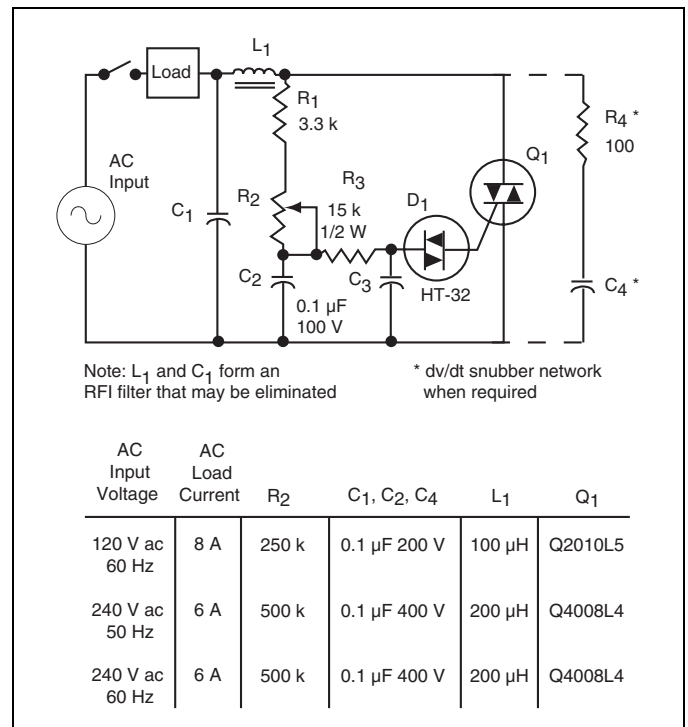 L1
Load
R1
3.3 k
R4 *
100
AC
Input
Q1
R3
D1
R2
15 k
1/2 W
C1
C2
C3
HT-32
C4 *
0.1 µF
100 V
Note: L1 and C1 form an
RFI filter that may be eliminated
* dv/dt snubber network
when required
AC
Input
Voltage
AC
Load
Current
R2
C1, C2, C4
L1
Q1
120 V ac
60 Hz
8 A
250 k
0.1 µF 200 V
100 µH
Q2010L5
240 V ac
50 Hz
6 A
500 k
0.1 µF 400 V
200 µH
Q4008L4
240 V ac
60 Hz
6 A
500 k
0.1 µF 400 V
200 µH
Q4008L4